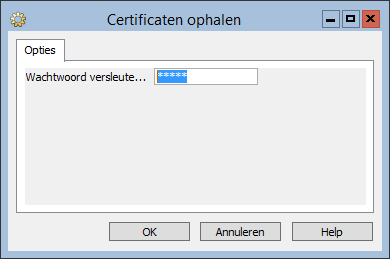 Certificaten ophalen
Opties
Wachtwoord versleute... *****
OK Annuleren Help